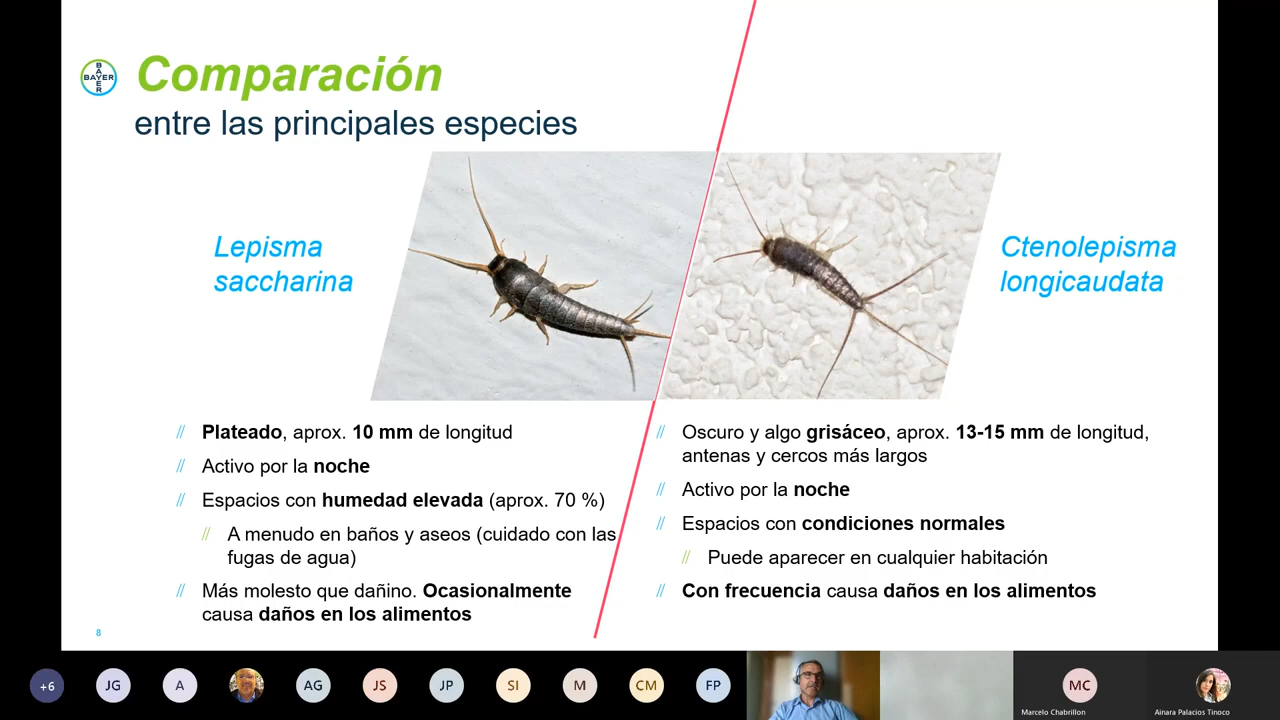 BAYER
BAYER
Comparación
entre las principales especies
Lepisma
saccharina
Ctenolepisma
longicaudata
// Plateado, aprox. 10 mm de longitud
// Activo por la noche
// Espacios con humedad elevada (aprox. 70 %)
// A menudo en baños y aseos (cuidado con las
fugas de agua)
// Más molesto que dañino. Ocasionalmente
causa daños en los alimentos
// Oscuro y algo grisáceo, aprox. 13-15 mm de longitud,
antenas y cercos más largos
// Activo por la noche
// Espacios con condiciones normales
// Puede aparecer en cualquier habitación
// Con frecuencia causa daños en los alimentos
8
+6
JG
A
AG
JS
JP
SI
M
CM
FP
MC
Marcelo Chabrillon
Ainara Palacios Tinoco